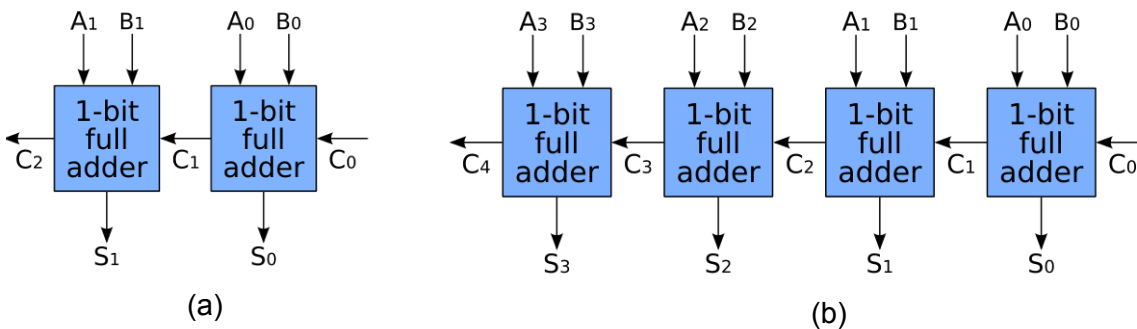 A1 B1 A0 B0
1-bit full adder 1-bit full adder
C2 C1 C0
S1 S0
(a)
A3 B3 A2 B2 A1 B1 A0 B0
1-bit full adder 1-bit full adder 1-bit full adder 1-bit full adder
C4 C3 C2 C1 C0
S3 S2 S1 S0
(b)